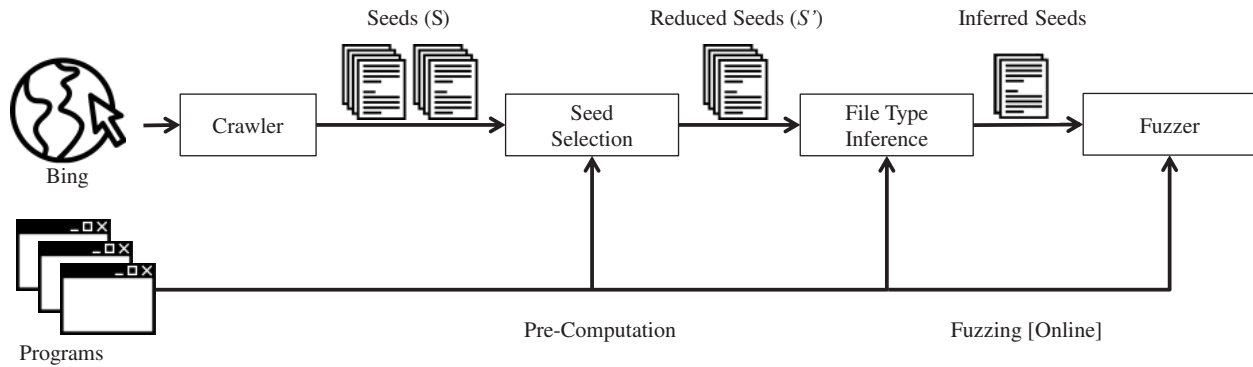 Seeds (S)
Reduced Seeds (S’)
Inferred Seeds
Crawler
Seed
Selection
File Type
Inference
Fuzzer
Bing
Pre-Computation
Fuzzing [Online]
Programs